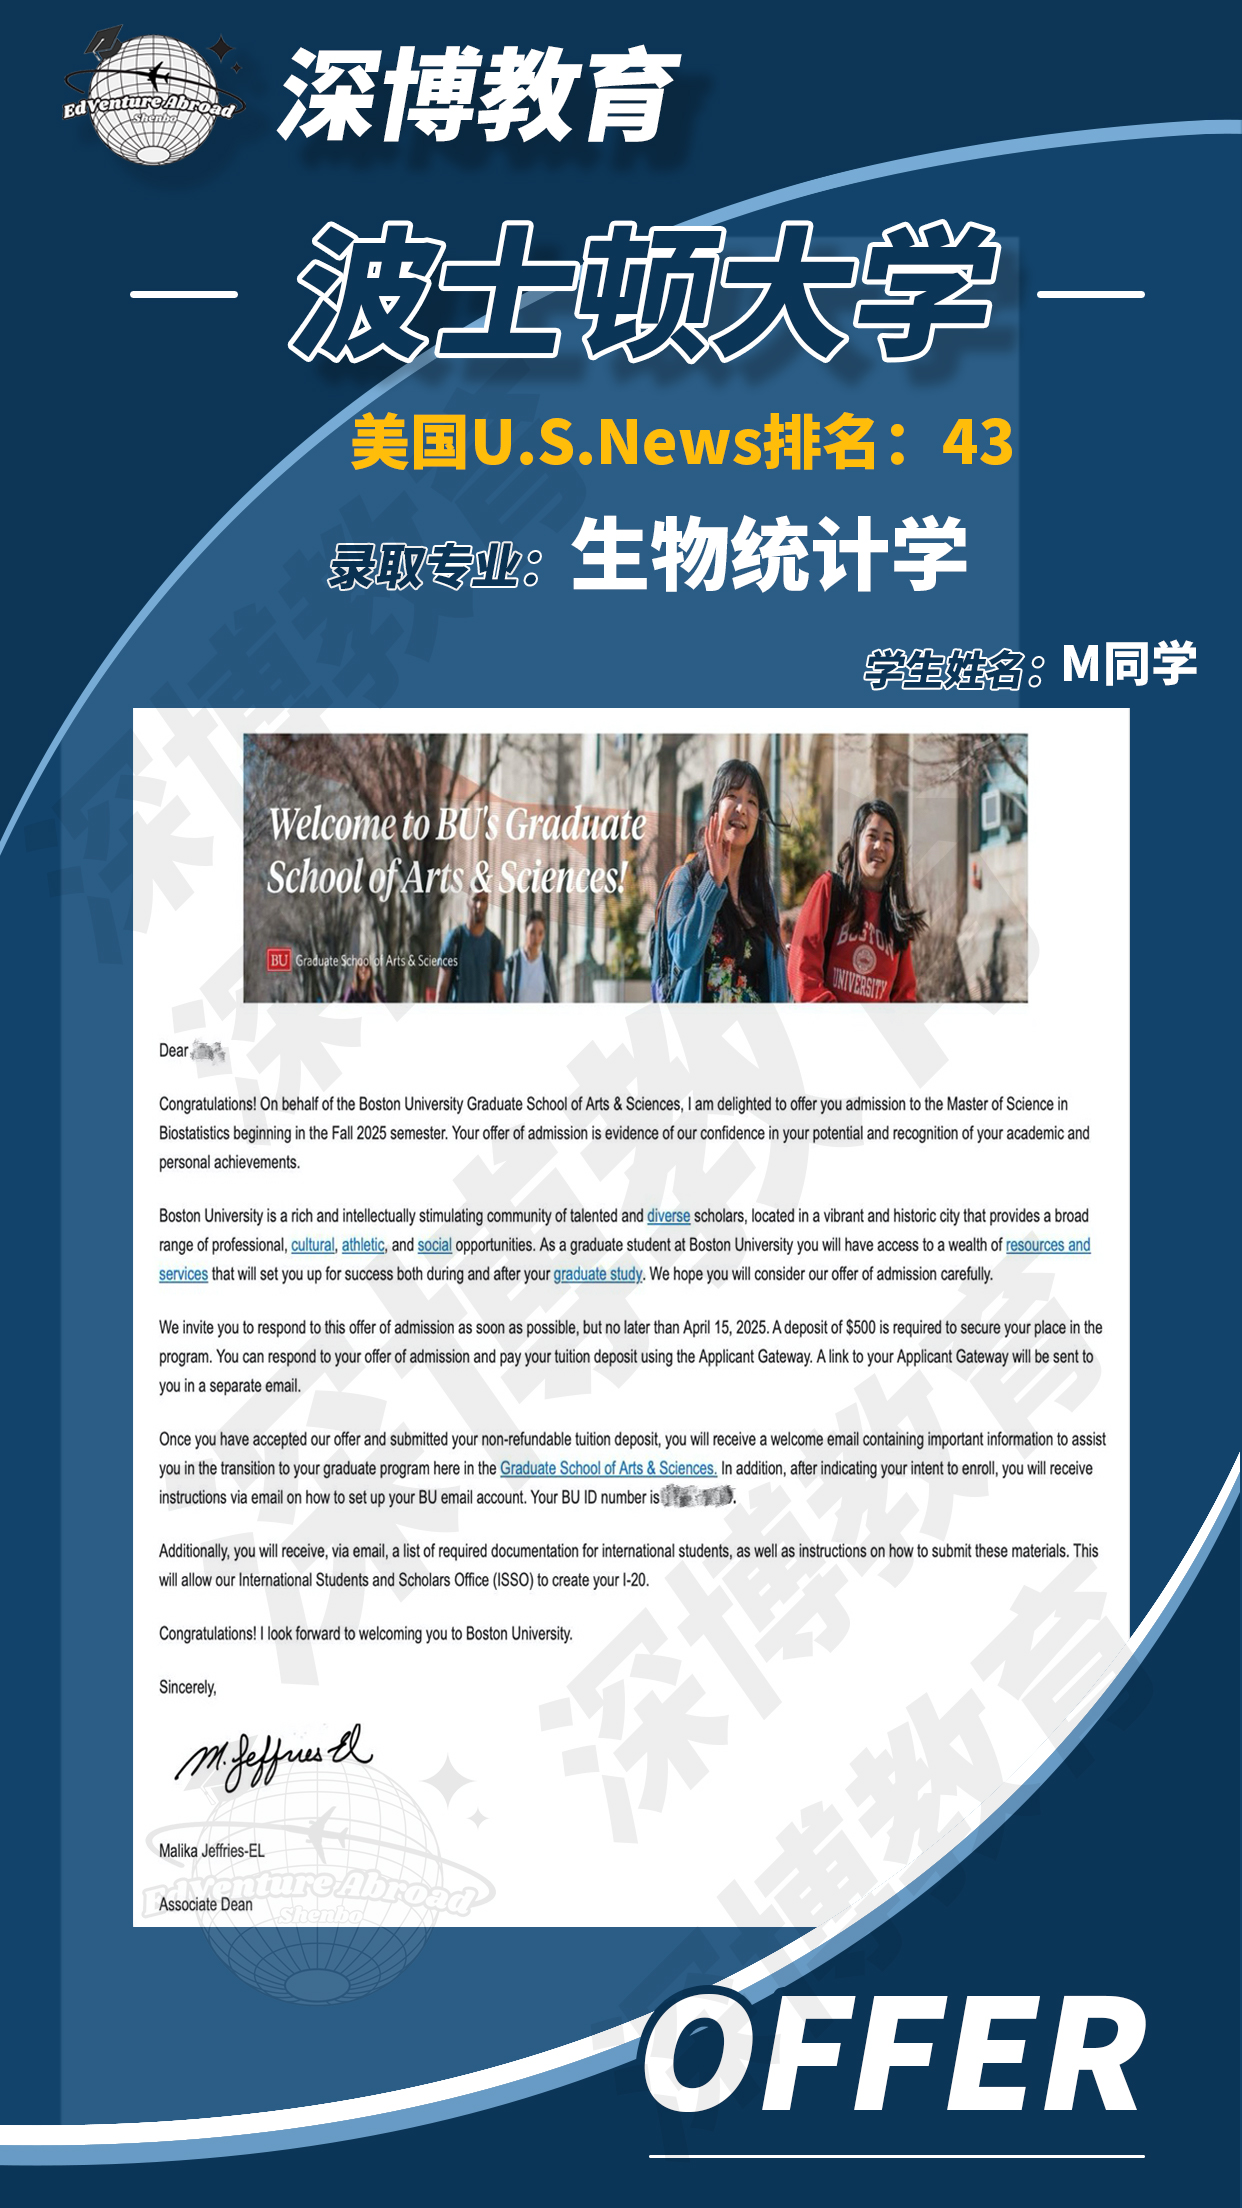 EdVenture Abroad
Shenbo
深博教育
波士顿大学
美国U.S.News排名：43
录取专业：生物统计学
学生姓名：M同学
Welcome to BU's Graduate
School of Arts & Sciences!
BU Graduate School of Arts & Sciences
BOSTON
UNIVERSITY
Dear
Congratulations! On behalf of the Boston University Graduate School of Arts & Sciences, I am delighted to offer you admission to the Master of Science in
Biostatistics beginning in the Fall 2025 semester. Your offer of admission is evidence of our confidence in your potential and recognition of your academic and
personal achievements.
Boston University is a rich and intellectually stimulating community of talented and diverse scholars, located in a vibrant and historic city that provides a broad
range of professional, cultural, athletic, and social opportunities. As a graduate student at Boston University you will have access to a wealth of resources and
services that will set you up for success both during and after your graduate study. We hope you will consider our offer of admission carefully.
We invite you to respond to this offer of admission as soon as possible, but no later than April 15, 2025. A deposit of $500 is required to secure your place in the
program. You can respond to your offer of admission and pay your tuition deposit using the Applicant Gateway. A link to your Applicant Gateway will be sent to
you in a separate email.
Once you have accepted our offer and submitted your non-refundable tuition deposit, you will receive a welcome email containing important information to assist
you in the transition to your graduate program here in the Graduate School of Arts & Sciences. In addition, after indicating your intent to enroll, you will receive
instructions via email on how to set up your BU email account. Your BU ID number is .
Additionally, you will receive, via email, a list of required documentation for international students, as well as instructions on how to submit these materials. This
will allow our International Students and Scholars Office (ISSO) to create your I-20.
Congratulations! I look forward to welcoming you to Boston University.
Sincerely,
M. Jeffries-El
Malika Jeffries-EL
Associate Dean
EdVenture Abroad
Shenbo
深博教育
深博教育
深博教育
深博教育
OFFER